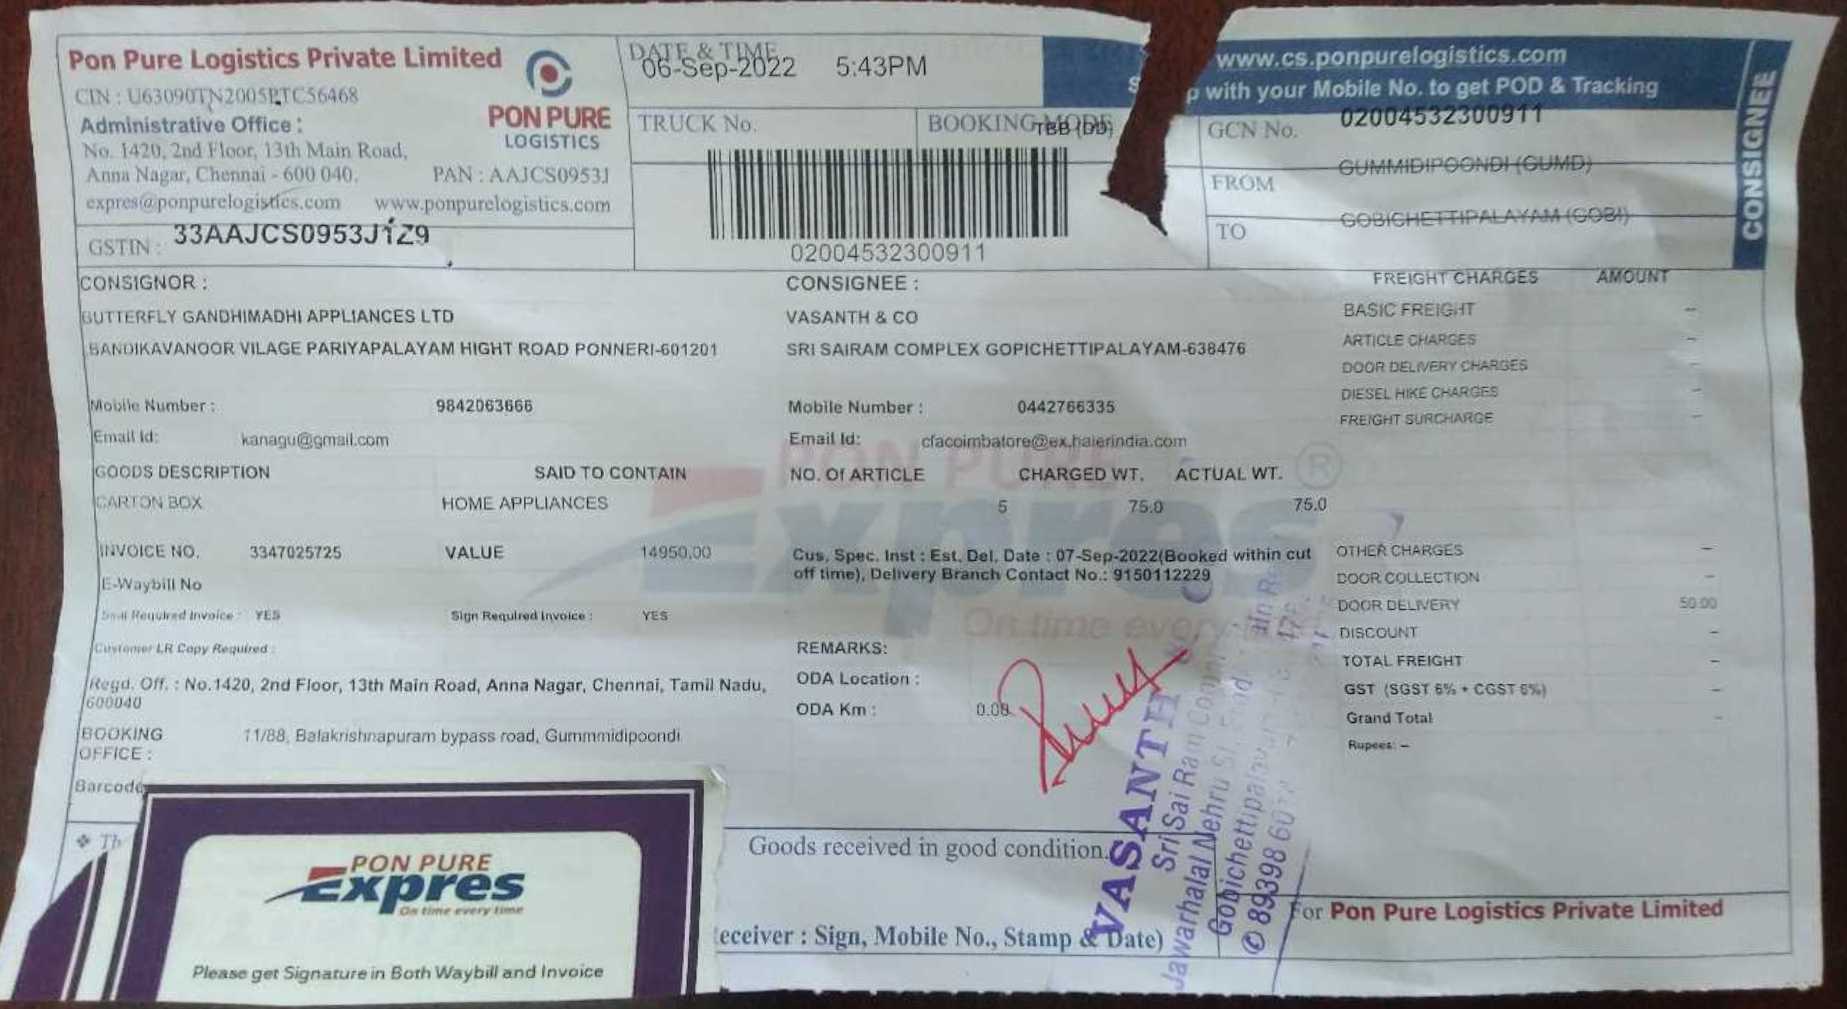 Pon Pure Logistics Private Limited
CIN : U63090TN2005PTC56468
Administrative Office :
No. 1420, 2nd Floor, 13th Main Road,
Anna Nagar, Chennai - 600 040.
PAN : AAJCS0953J
expres@ponpurelogistics.com www.ponpurelogistics.com
GSTIN : 33AAJCS0953J1Z9
PON PURE
LOGISTICS
DATE & TIME
06-Sep-2022 5:43PM
TRUCK No.
BOOKING MODE
TBB (DD)
02004532300911
www.cs.ponpurelogistics.com
p with your Mobile No. to get POD & Tracking
GCN No. 02004532300911
FROM GUMMIDIPOONDI (GUMD)
TO GOBICHETTIPALAYAM (GOBI)
CONSIGNEE
CONSIGNOR :
BUTTERFLY GANDHIMADHI APPLIANCES LTD
BANDIKAVANOOR VILAGE PARIYAPALAYAM HIGHT ROAD PONNERI-601201
Mobile Number : 9842063666
Email Id: kanagu@gmail.com
CONSIGNEE :
VASANTH & CO
SRI SAIRAM COMPLEX GOPICHETTIPALAYAM-638476
Mobile Number : 0442766335
Email Id: cfacoimbatore@ex.haierindia.com
FREIGHT CHARGES AMOUNT
BASIC FREIGHT --
ARTICLE CHARGES --
DOOR DELIVERY CHARGES --
DIESEL HIKE CHARGES --
FREIGHT SURCHARGE --
GOODS DESCRIPTION SAID TO CONTAIN NO. Of ARTICLE CHARGED WT. ACTUAL WT.
CARTON BOX HOME APPLIANCES 5 75.0 75.0
PON PURE
Expres
On time every
INVOICE NO. 3347025725 VALUE 14950.00
E-Waybill No
Seal Required Invoice : YES Sign Required Invoice : YES
Customer LR Copy Required :
Cus. Spec. Inst : Est. Del. Date : 07-Sep-2022(Booked within cut
off time), Delivery Branch Contact No.: 9150112229
REMARKS:
ODA Location :
ODA Km : 0.00
OTHER CHARGES --
DOOR COLLECTION --
DOOR DELIVERY 50.00
DISCOUNT --
TOTAL FREIGHT --
GST (SGST 6% + CGST 6%) --
Grand Total --
Rupees: --
Regd. Off. : No.1420, 2nd Floor, 13th Main Road, Anna Nagar, Chennai, Tamil Nadu,
600040
BOOKING
OFFICE :
11/88, Balakrishnapuram bypass road, Gummmidipoondi
Barcode
Th
PON PURE
Expres
On time every time
Please get Signature in Both Waybill and Invoice
Goods received in good condition.
eceiver : Sign, Mobile No., Stamp & Date)
VASANTH
Sri Sai Ram
Jawarhalal Nehru St.
Gobichettipalay
89398
For Pon Pure Logistics Private Limited